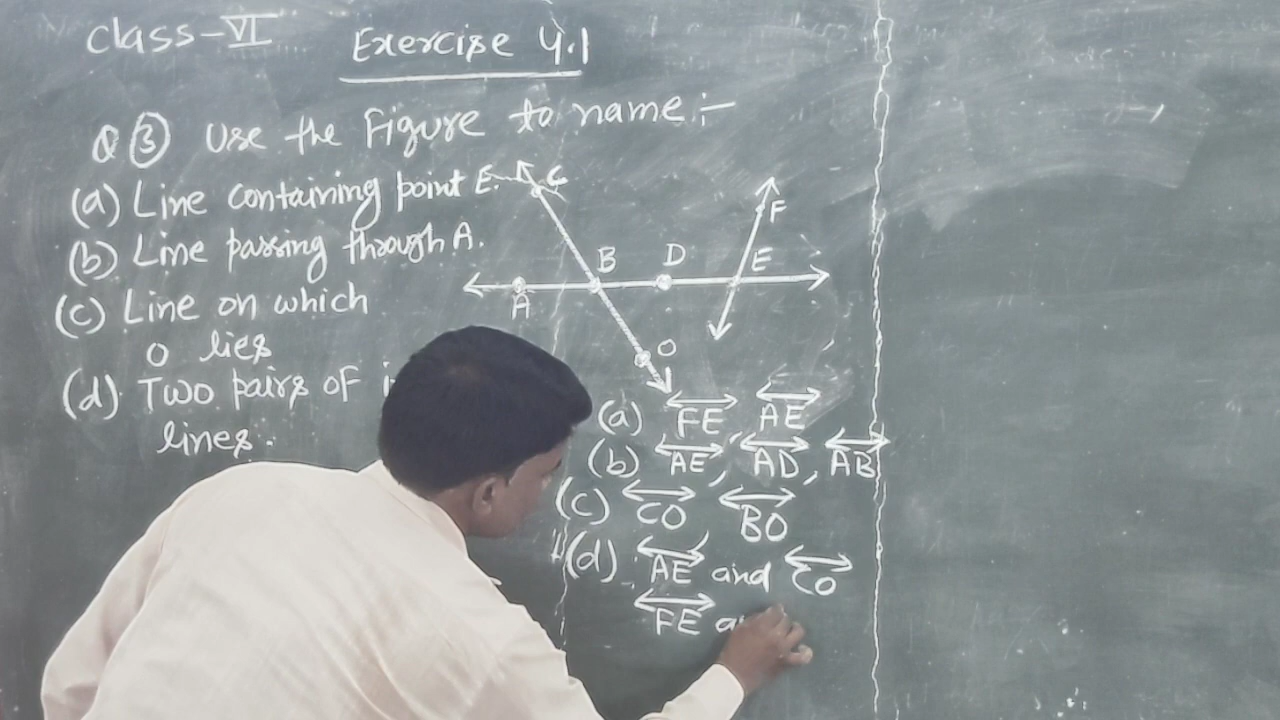 Class-VI
Exercise 4.1
Q ③ Use the Figure to name :-
(a) Line containing point E.
(b) Line passing through A.
(c) Line on which
O lies
(d) Two pairs of
lines.
C
F
B D E
A
O
(a) FE, AE
(b) AE, AD, AB
(c) CO, BO
(d) AE and CO
FE